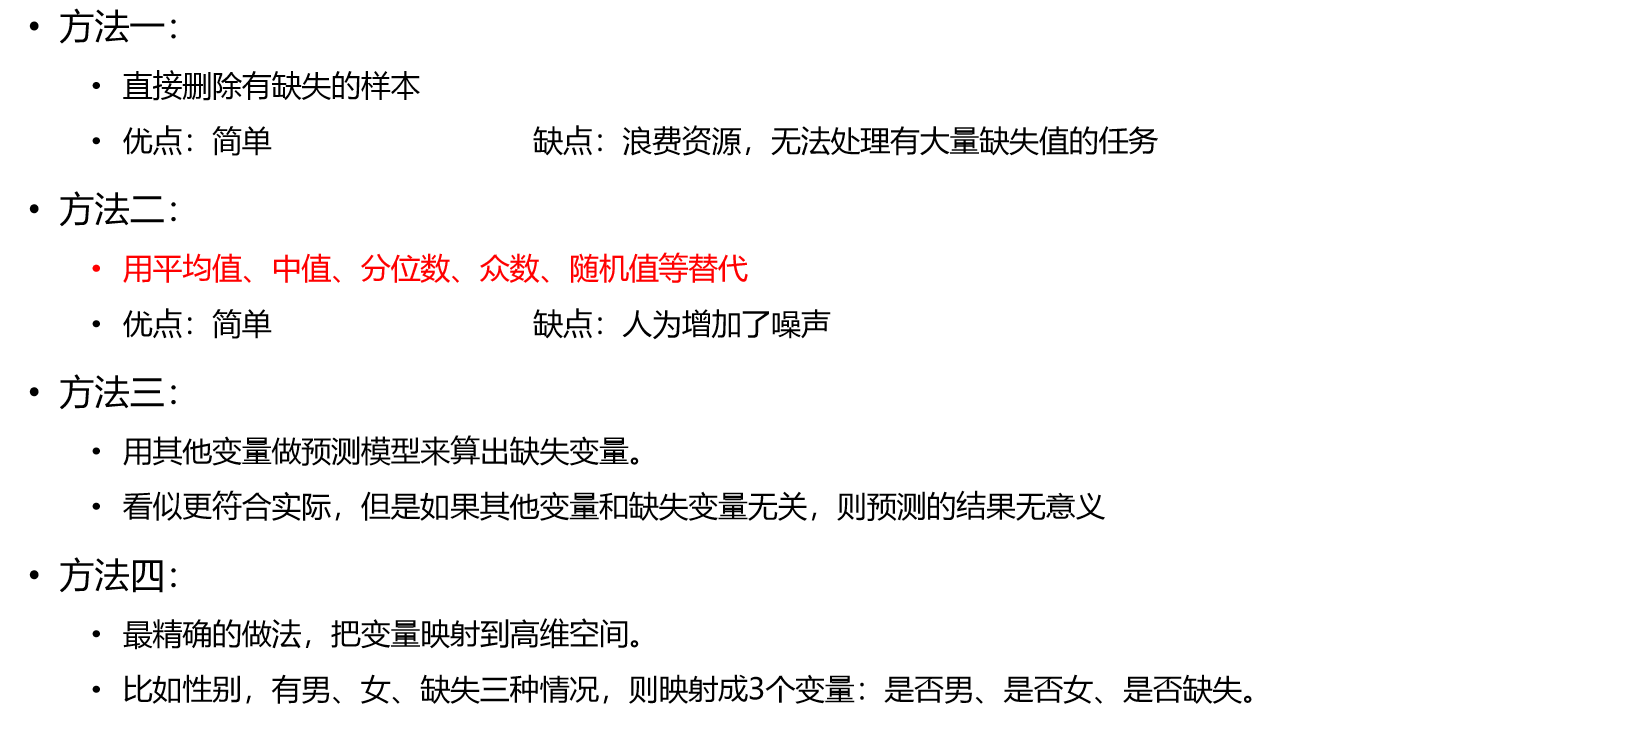 • 方法一：
• 直接删除有缺失的样本
• 优点：简单 缺点：浪费资源，无法处理有大量缺失值的任务
• 方法二：
• 用平均值、中值、分位数、众数、随机值等替代
• 优点：简单 缺点：人为增加了噪声
• 方法三：
• 用其他变量做预测模型来算出缺失变量。
• 看似更符合实际，但是如果其他变量和缺失变量无关，则预测的结果无意义
• 方法四：
• 最精确的做法，把变量映射到高维空间。
• 比如性别，有男、女、缺失三种情况，则映射成3个变量：是否男、是否女、是否缺失。